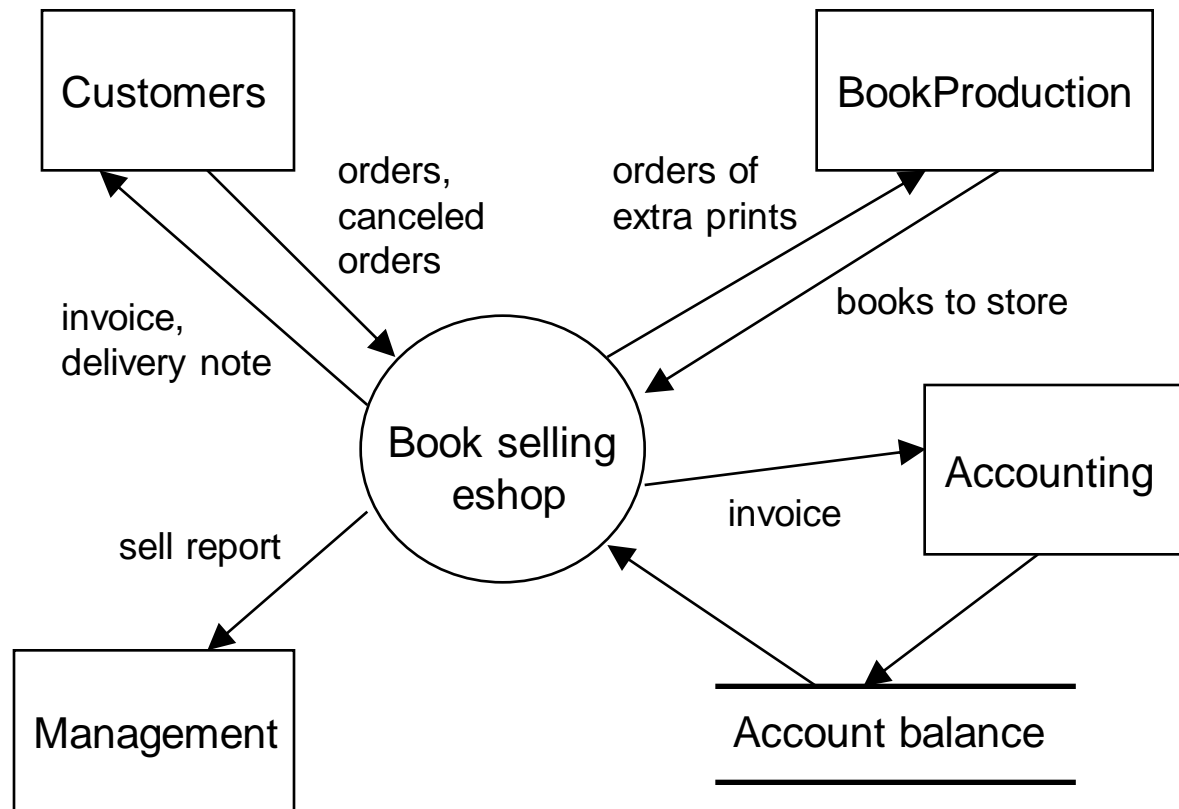 Customers
BookProduction
orders,
canceled
orders
orders of
extra prints
invoice,
delivery note
books to store
Book selling
eshop
Accounting
invoice
sell report
Management
Account balance